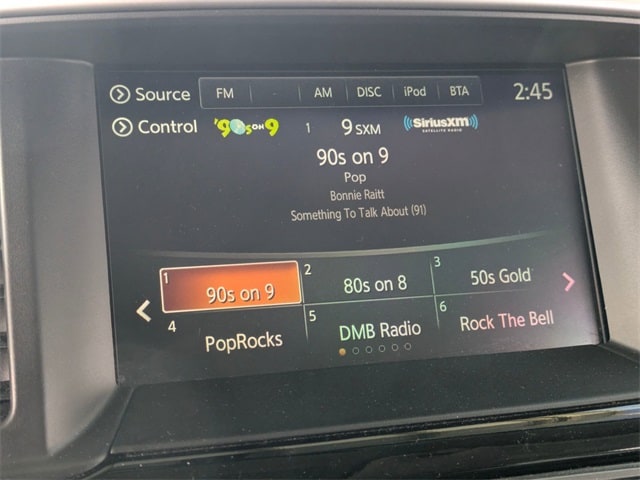 Source FM AM DISC iPod BTA 2:45
Control '90s ON 9 1 9 SXM ((SiriusXM))
SATELLITE RADIO
90s on 9
Pop
Bonnie Raitt
Something To Talk About (91)
1 90s on 9 2 80s on 8 3 50s Gold
4 PopRocks 5 DMB Radio 6 Rock The Bell